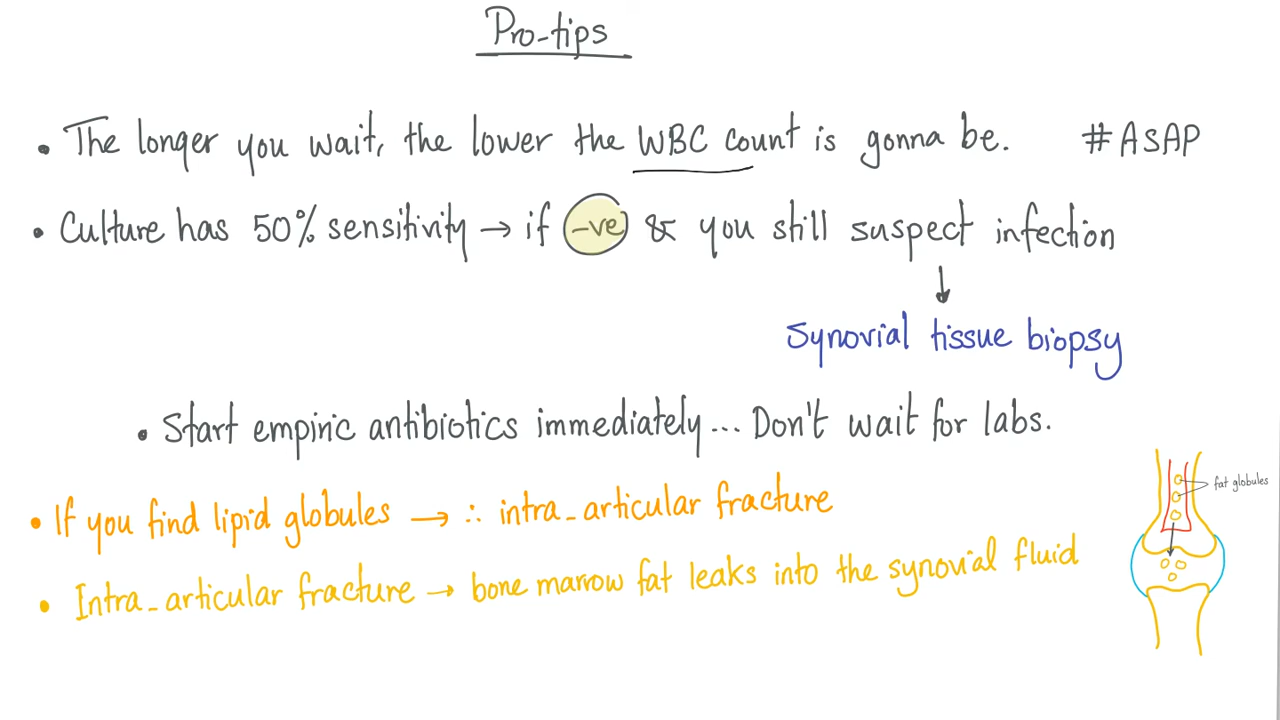 Pro-tips
• The longer you wait, the lower the WBC count is gonna be. #ASAP
• Culture has 50% sensitivity → if -ve & you still suspect infection
↓
Synovial tissue biopsy
• Start empiric antibiotics immediately... Don't wait for labs.
• If you find lipid globules → ∴ intra-articular fracture
fat globules
• Intra-articular fracture → bone marrow fat leaks into the synovial fluid